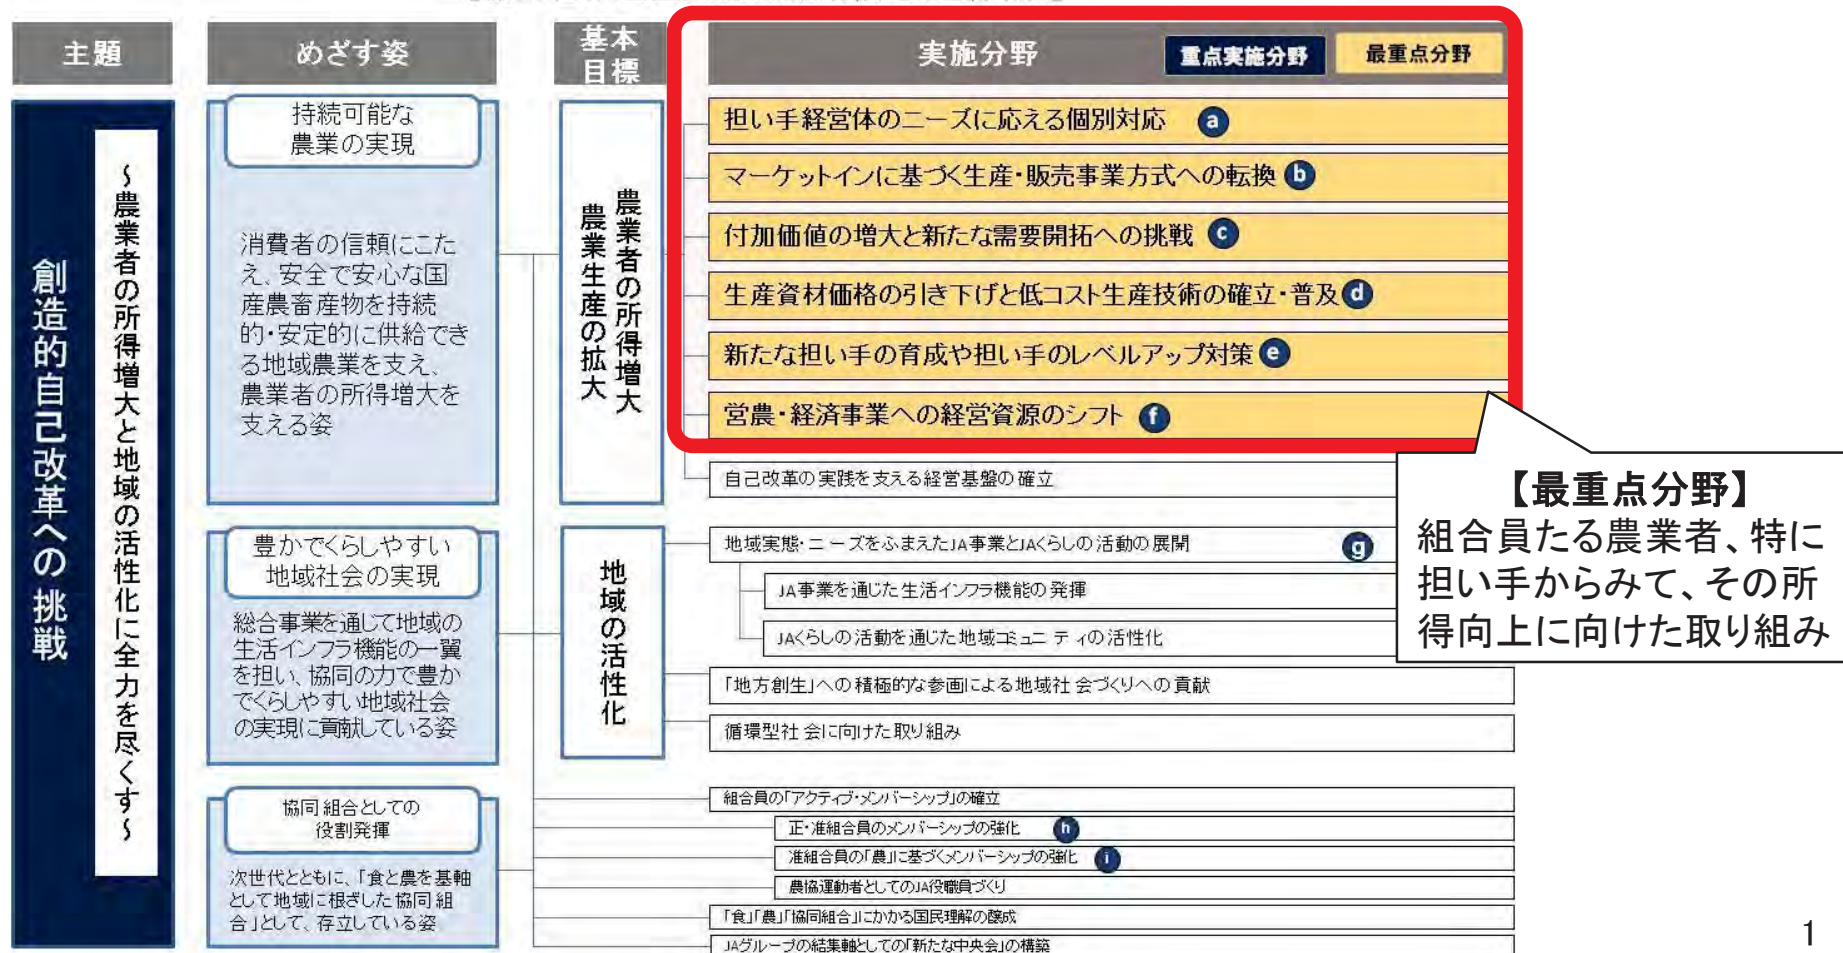 主題
めざす姿
基本
目標
実施分野
重点実施分野
最重点分野
創造的自己改革への挑戦
～農業者の所得増大と地域の活性化に全力を尽くす～
持続可能な
農業の実現
消費者の信頼にこた
え、安全で安心な国
産農畜産物を持続
的・安定的に供給でき
る地域農業を支え、
農業者の所得増大を
支える姿
農業者の所得増大
農業生産の拡大
担い手経営体のニーズに応える個別対応 a
マーケットインに基づく生産・販売事業方式への転換 b
付加価値の増大と新たな需要開拓への挑戦 c
生産資材価格の引き下げと低コスト生産技術の確立・普及 d
新たな担い手の育成や担い手のレベルアップ対策 e
営農・経済事業への経営資源のシフト f
自己改革の実践を支える経営基盤の確立
【最重点分野】
組合員たる農業者、特に
担い手からみて、その所
得向上に向けた取り組み
豊かでくらしやすい
地域社会の実現
総合事業を通じて地域の
生活インフラ機能の一翼
を担い、協同の力で豊か
でくらしやすい地域社会
の実現に貢献している姿
地域の活性化
地域実態・ニーズをふまえたJA事業とJAくらしの活動の展開 g
JA事業を通じた生活インフラ機能の発揮
JAくらしの活動を通じた地域コミュニティの活性化
「地方創生」への積極的な参画による地域社会づくりへの貢献
循環型社会に向けた取り組み
協同組合としての
役割発揮
次世代とともに、「食と農を基軸
として地域に根ざした協同組
合」として、存立している姿
組合員の「アクティブ・メンバーシップ」の確立
正・准組合員のメンバーシップの強化 h
准組合員の「農」に基づくメンバーシップの強化 i
農協運動者としてのJA役職員づくり
「食」「農」「協同組合」にかかる国民理解の醸成
JAグループの結集軸としての「新たな中央会」の構築
1